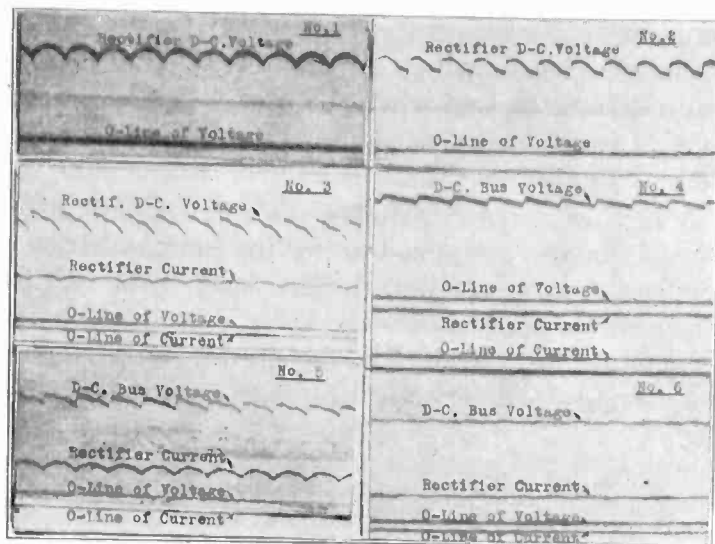 No.1
Rectifier D-C.Voltage
O-Line of Voltage
No.2
Rectifier D-C.Voltage
O-Line of Voltage
No. 3
Rectif. D-C. Voltage
Rectifier Current
O-Line of Voltage
O-Line of Current
No. 4
D-C. Bus Voltage
O-Line of Voltage
Rectifier Current
O-Line of Current
No. 5
D-C. Bus Voltage
Rectifier Current
O-Line of Voltage
O-Line of Current
No. 6
D-C. Bus Voltage
Rectifier Current
O-Line of Voltage
O-Line of Current